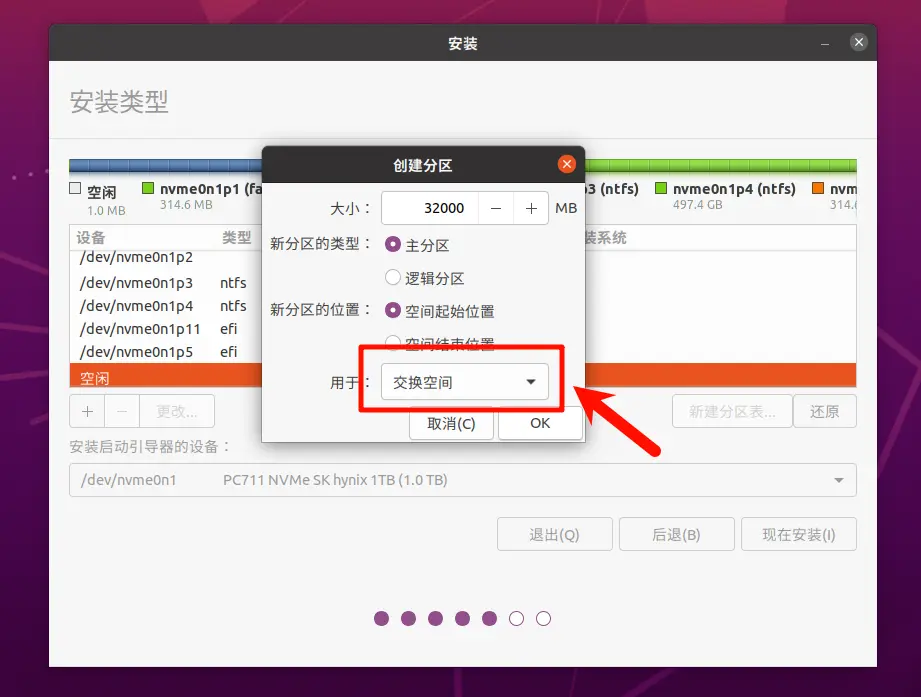 安装
安装类型
空闲
1.0 MB
nvme0n1p1 (fa
314.6 MB
3 (ntfs)
nvme0n1p4 (ntfs)
497.4 GB
nvm
314.6
设备 类型 装系统
/dev/nvme0n1p2
/dev/nvme0n1p3 ntfs
/dev/nvme0n1p4 ntfs
/dev/nvme0n1p11 efi
/dev/nvme0n1p5 efi
空闲
+ − 更改...
新建分区表... 还原
创建分区
大小：
32000 − + MB
新分区的类型：
主分区
逻辑分区
新分区的位置：
空间起始位置
空间结束位置
用于：
交换空间
取消(C) OK
安装启动引导器的设备：
/dev/nvme0n1 PC711 NVMe SK hynix 1TB (1.0 TB)
退出(Q) 后退(B) 现在安装(I)